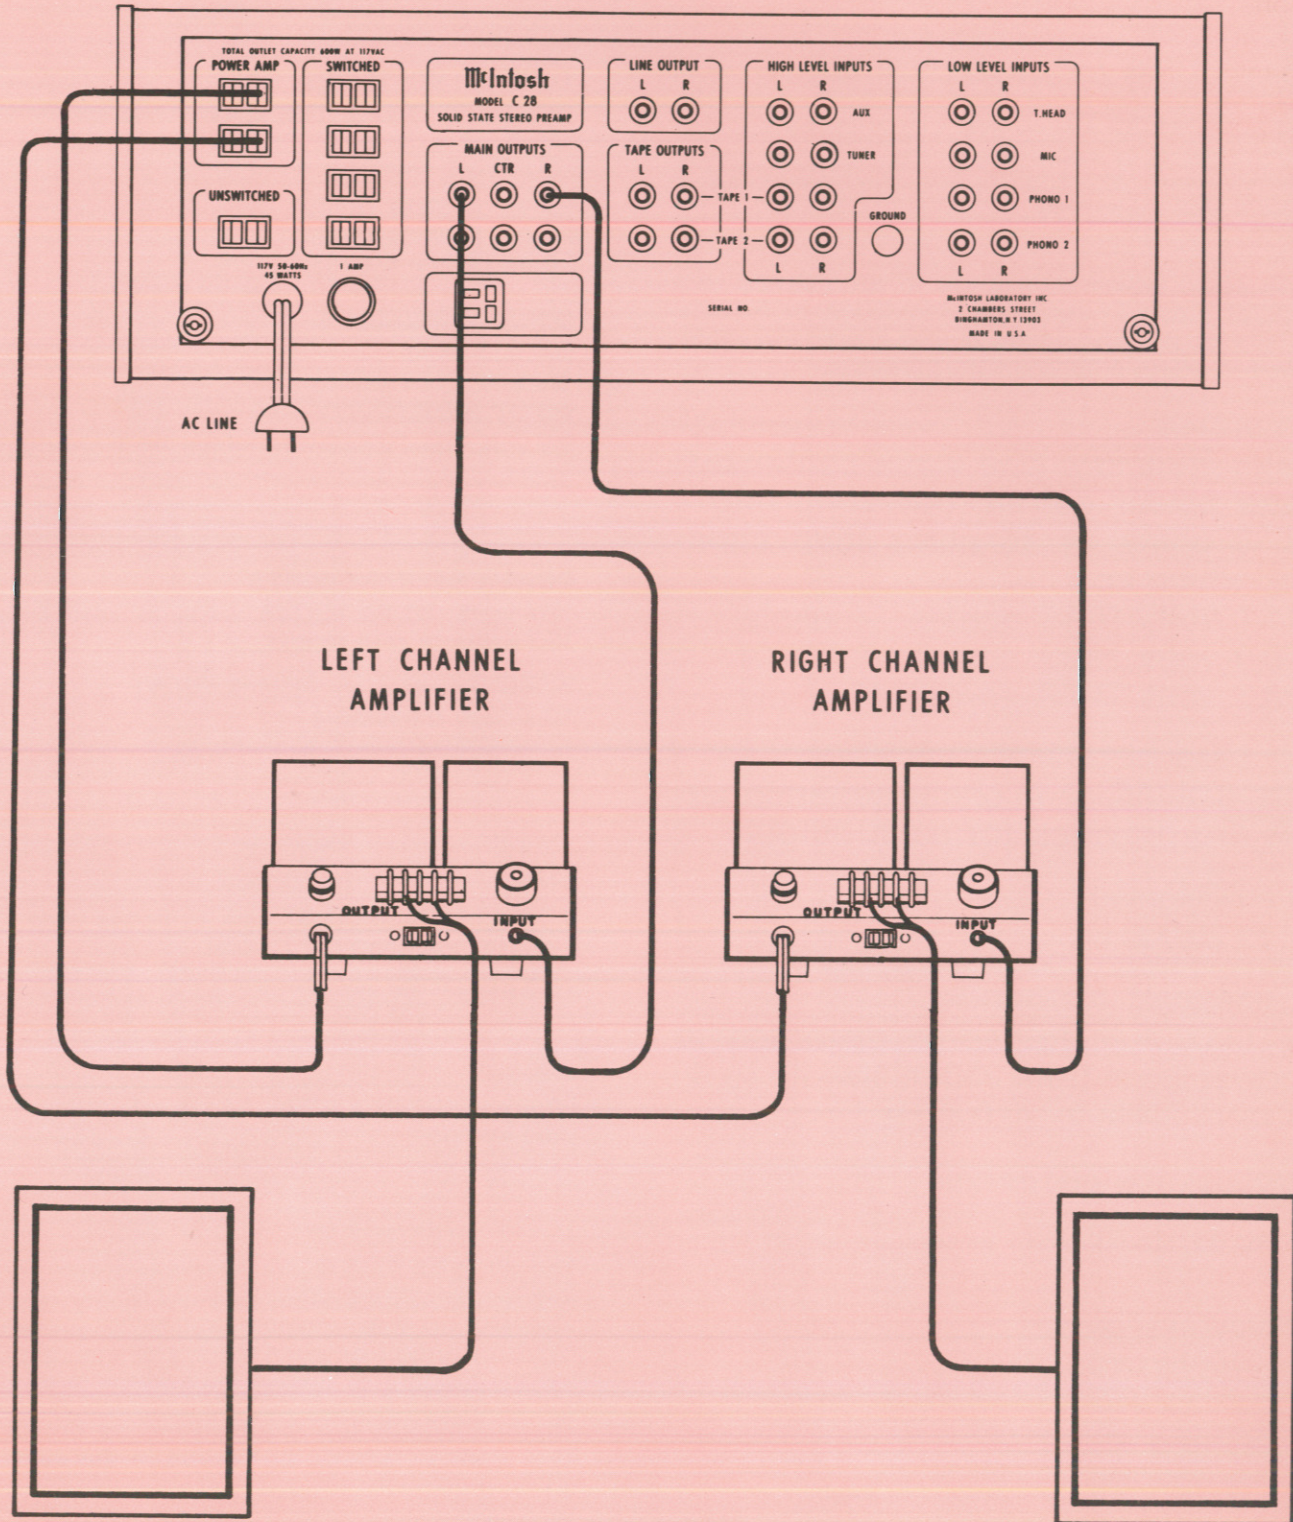 TOTAL OUTLET CAPACITY 600W AT 117VAC
POWER AMP
SWITCHED
UNSWITCHED
117V 50-60Hz
45 WATTS
1 AMP
AC LINE
McIntosh
MODEL C 28
SOLID STATE STEREO PREAMP
MAIN OUTPUTS
L CTR R
LINE OUTPUT
L R
TAPE OUTPUTS
L R
TAPE 1
TAPE 2
HIGH LEVEL INPUTS
L R
AUX
TUNER
L R
GROUND
SERIAL NO
LOW LEVEL INPUTS
L R
T.HEAD
MIC
PHONO 1
PHONO 2
L R
McINTOSH LABORATORY INC
2 CHAMBERS STREET
BINGHAMTON, N Y 13903
MADE IN U S A
LEFT CHANNEL
AMPLIFIER
RIGHT CHANNEL
AMPLIFIER
OUTPUT
INPUT
OUTPUT
INPUT